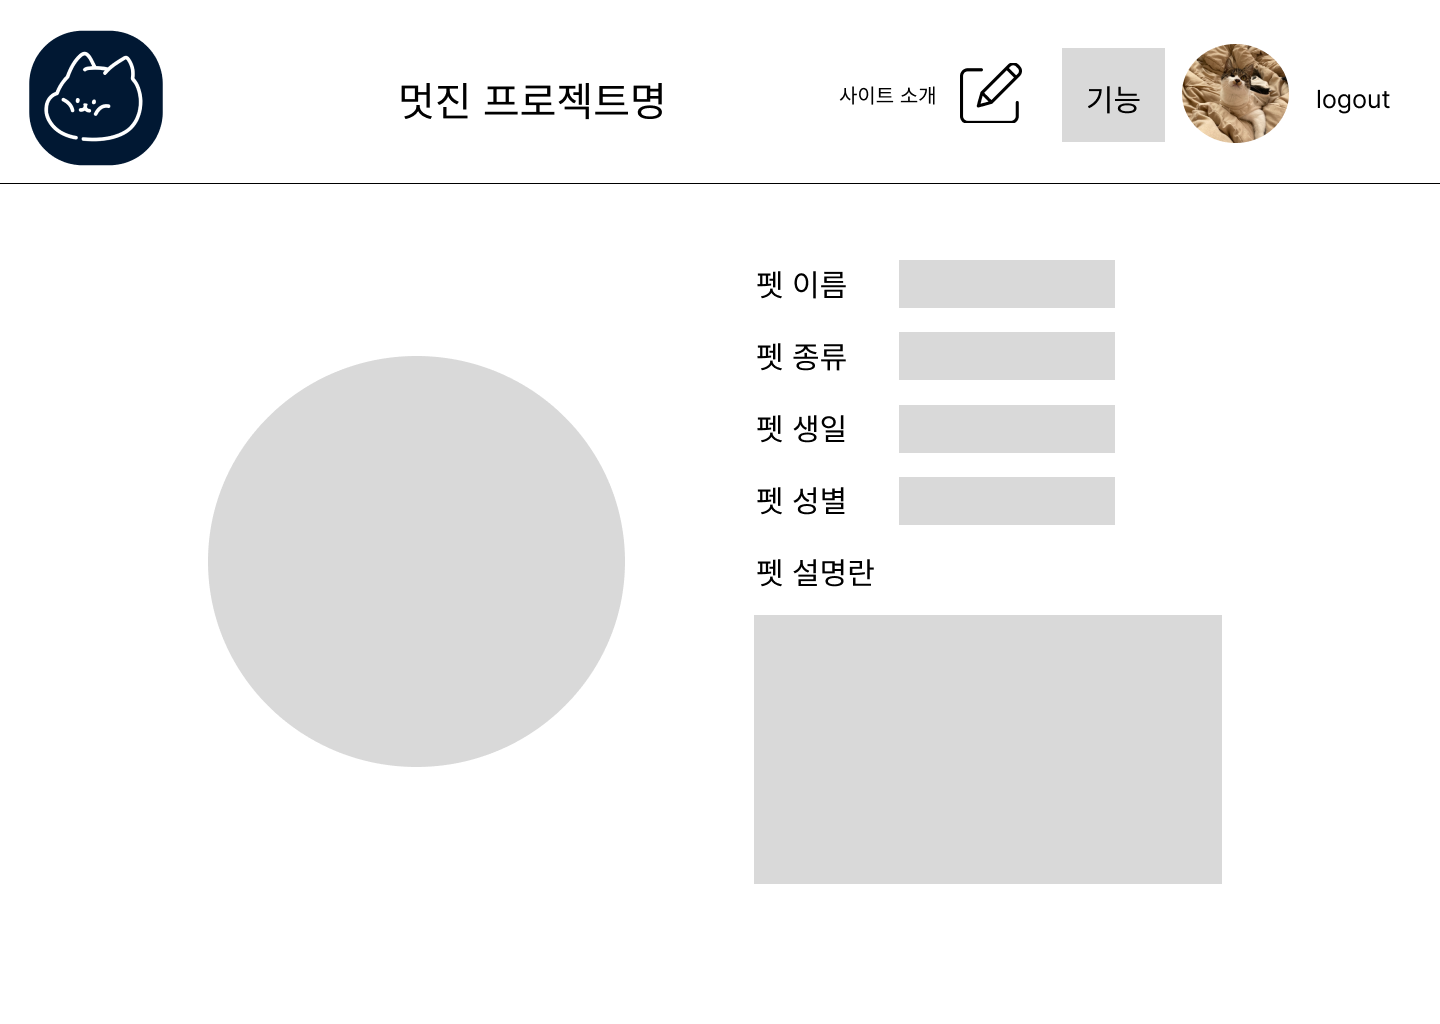 멋진 프로젝트명
사이트 소개
기능
logout
펫 이름
펫 종류
펫 생일
펫 성별
펫 설명란